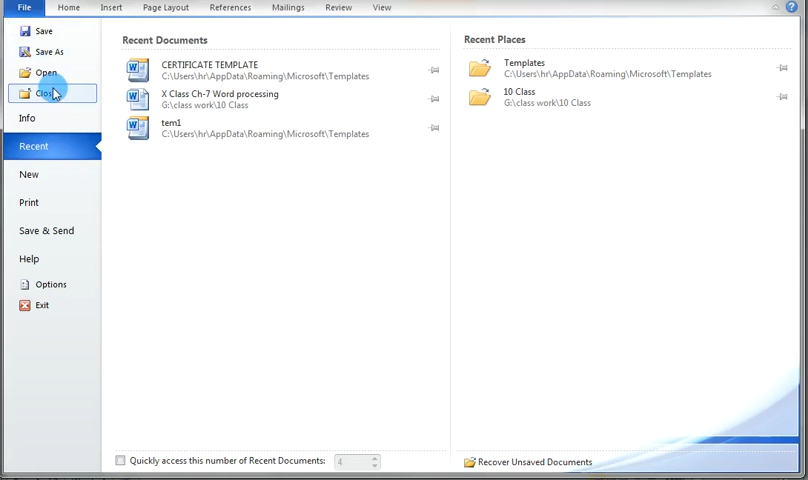 File Home Insert Page Layout References Mailings Review View
Save
Save As
Open
Close
Info
Recent
New
Print
Save & Send
Help
Options
Exit
Recent Documents
CERTIFICATE TEMPLATE
C:\Users\hr\AppData\Roaming\Microsoft\Templates
X Class Ch-7 Word processing
G:\class work\10 Class
tem1
C:\Users\hr\AppData\Roaming\Microsoft\Templates
Quickly access this number of Recent Documents: 4
Recent Places
Templates
C:\Users\hr\AppData\Roaming\Microsoft\Templates
10 Class
G:\class work\10 Class
Recover Unsaved Documents